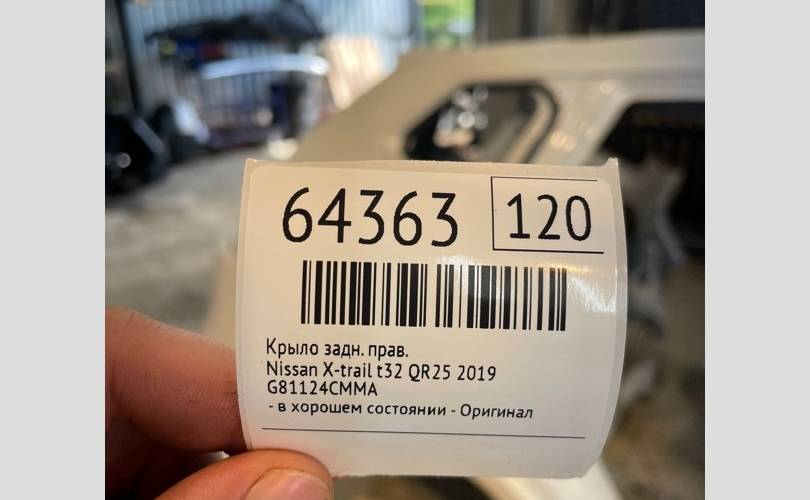 64363 120
Крыло задн. прав.
Nissan X-trail t32 QR25 2019
G81124CMMA
- в хорошем состоянии - Оригинал